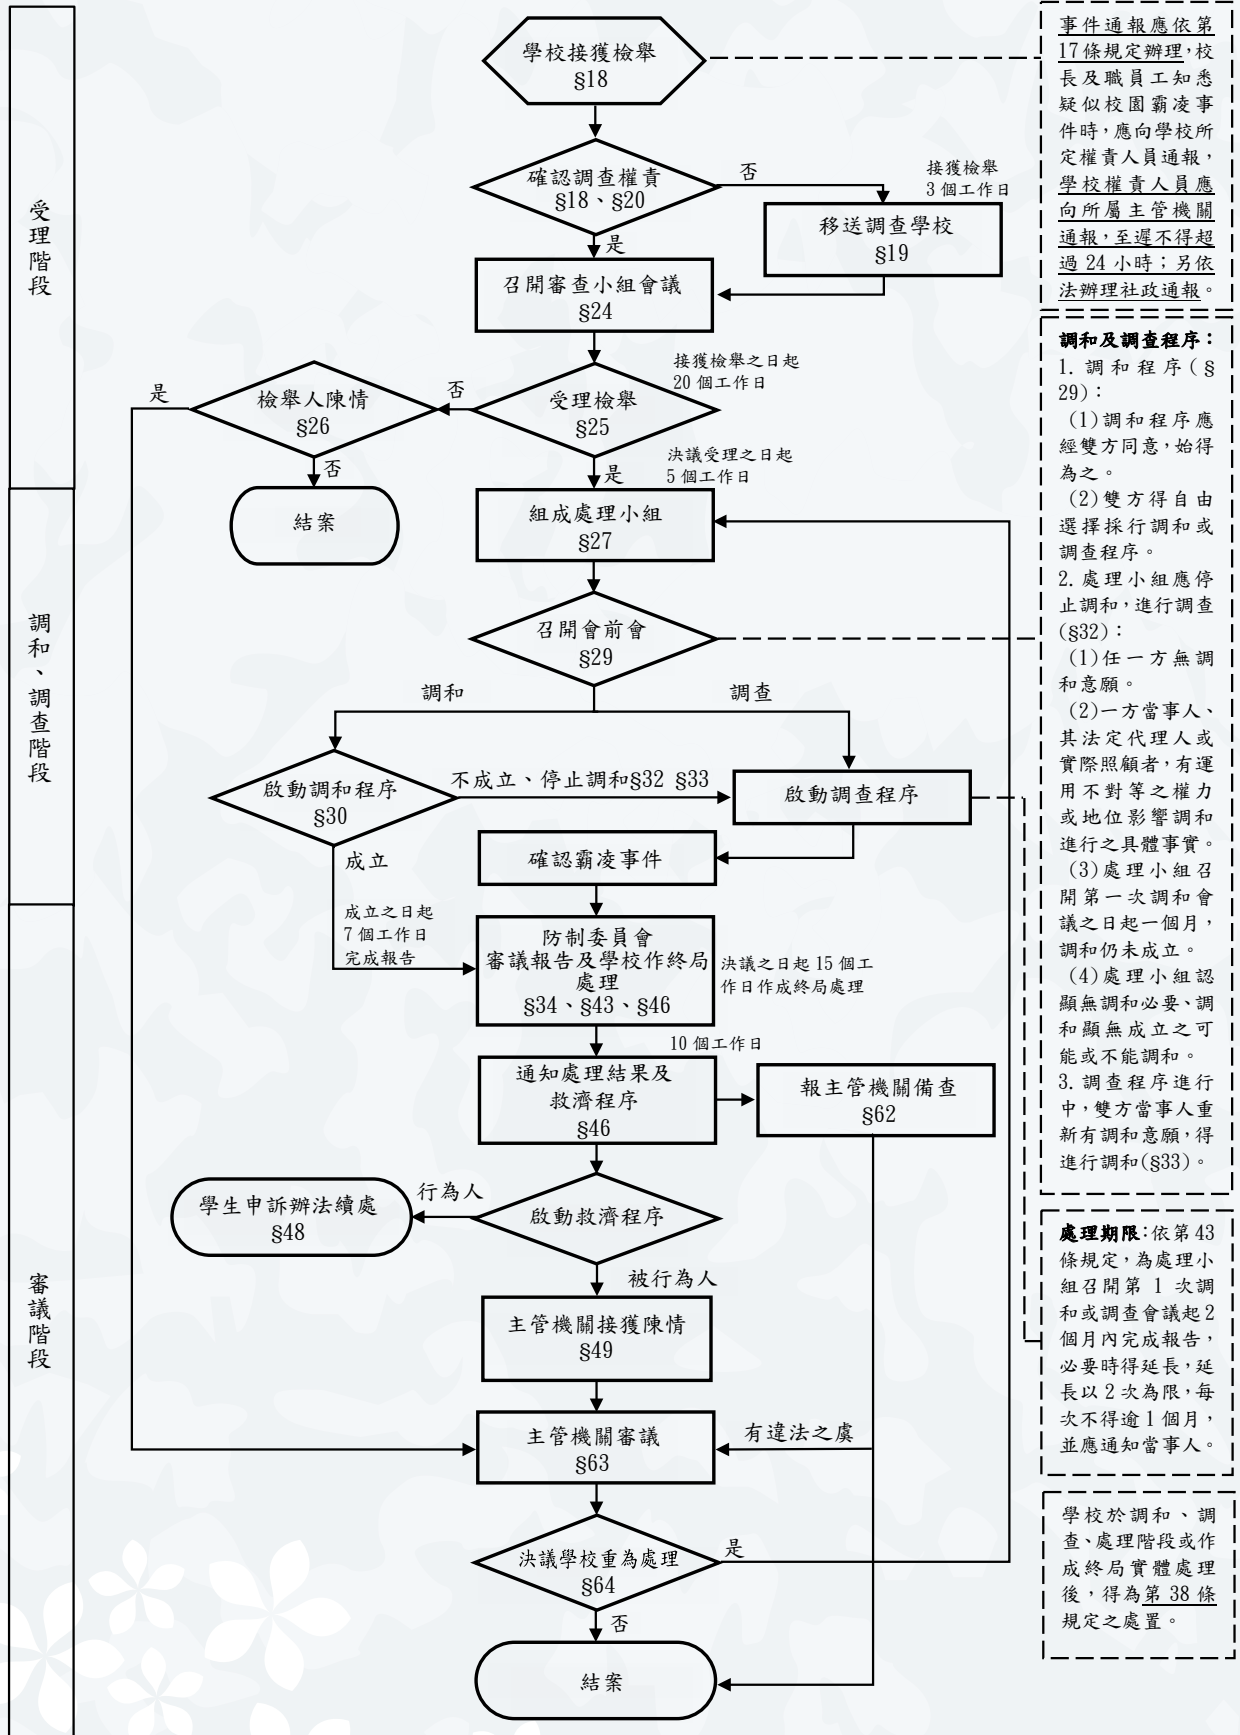 受理階段
調和、調查階段
審議階段
學校接獲檢舉
§18
確認調查權責
§18、§20
否
接獲檢舉
3 個工作日
移送調查學校
§19
是
召開審查小組會議
§24
接獲檢舉之日起
20 個工作日
受理檢舉
§25
否
檢舉人陳情
§26
是
否
結案
決議受理之日起
5 個工作日
是
組成處理小組
§27
召開會前會
§29
調和
調查
啟動調和程序
§30
不成立、停止調和§32 §33
啟動調查程序
成立
確認霸凌事件
成立之日起
7 個工作日
完成報告
防制委員會
審議報告及學校作終局
處理
§34、§43、§46
決議之日起 15 個工
作日作成終局處理
10 個工作日
通知處理結果及
救濟程序
§46
報主管機關備查
§62
啟動救濟程序
行為人
學生申訴辦法續處
§48
被行為人
主管機關接獲陳情
§49
主管機關審議
§63
有違法之虞
決議學校重為處理
§64
是
否
結案
事件通報應依第
17 條規定辦理，校
長及職員工知悉
疑似校園霸凌事
件時，應向學校所
定權責人員通報，
學校權責人員應
向所屬主管機關
通報，至遲不得超
過 24 小時；另依
法辦理社政通報。
調和及調查程序：
1. 調和程序(§
29)：
(1)調和程序應
經雙方同意，始得
為之。
(2)雙方得自由
選擇採行調和或
調查程序。
2. 處理小組應停
止調和，進行調查
(§32)：
(1)任一方無調
和意願。
(2)一方當事人、
其法定代理人或
實際照顧者，有運
用不對等之權力
或地位影響調和
進行之具體事實。
(3)處理小組召
開第一次調和會
議之日起一個月，
調和仍未成立。
(4)處理小組認
顯無調和必要、調
和顯無成立之可
能或不能調和。
3. 調查程序進行
中，雙方當事人重
新有調和意願，得
進行調和(§33)。
處理期限：依第 43
條規定，為處理小
組召開第 1 次調
和或調查會議起 2
個月內完成報告，
必要時得延長，延
長以 2 次為限，每
次不得逾 1 個月，
並應通知當事人。
學校於調和、調
查、處理階段或作
成終局實體處理
後，得為第 38 條
規定之處置。